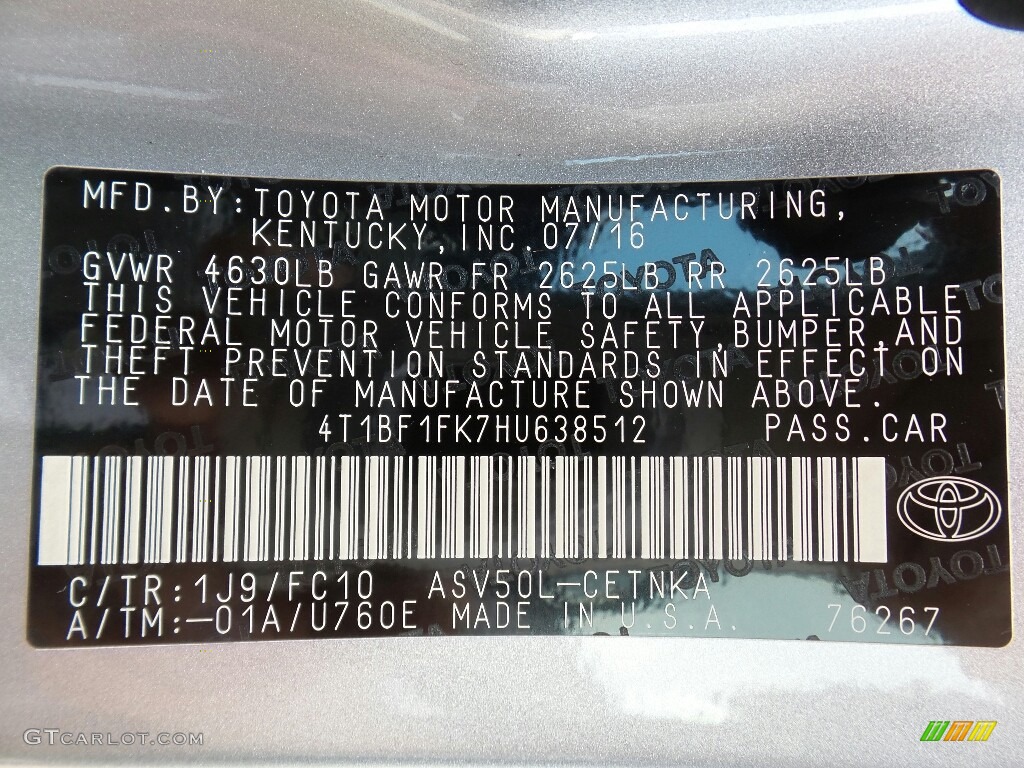 MFD.BY:TOYOTA MOTOR MANUFACTURING,
KENTUCKY,INC.07/16
GVWR 4630LB GAWR FR 2625LB RR 2625LB
THIS VEHICLE CONFORMS TO ALL APPLICABLE
FEDERAL MOTOR VEHICLE SAFETY,BUMPER,AND
THEFT PREVENTION STANDARDS IN EFFECT ON
THE DATE OF MANUFACTURE SHOWN ABOVE.
4T1BF1FK7HU638512 PASS.CAR
C/TR:1J9/FC10 ASV50L-CETNKA
A/TM:-01A/U760E MADE IN U.S.A. 76267
GTCARLOT.COM